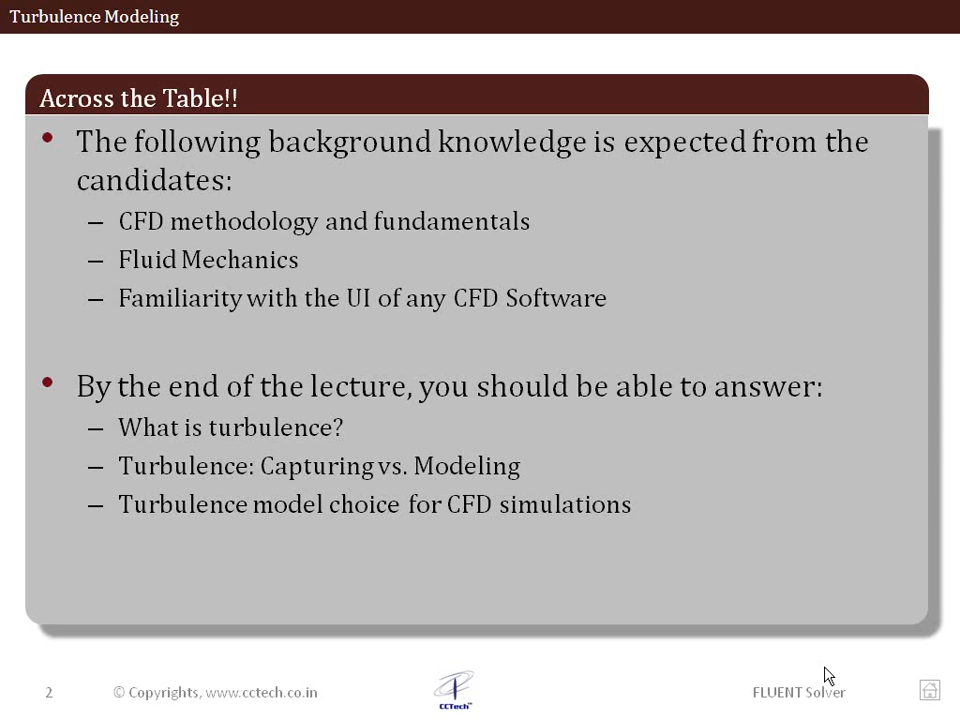 Turbulence Modeling
Across the Table!!
• The following background knowledge is expected from the
candidates:
– CFD methodology and fundamentals
– Fluid Mechanics
– Familiarity with the UI of any CFD Software
• By the end of the lecture, you should be able to answer:
– What is turbulence?
– Turbulence: Capturing vs. Modeling
– Turbulence model choice for CFD simulations
2 © Copyrights, www.cctech.co.in CCTech™ FLUENT Solver